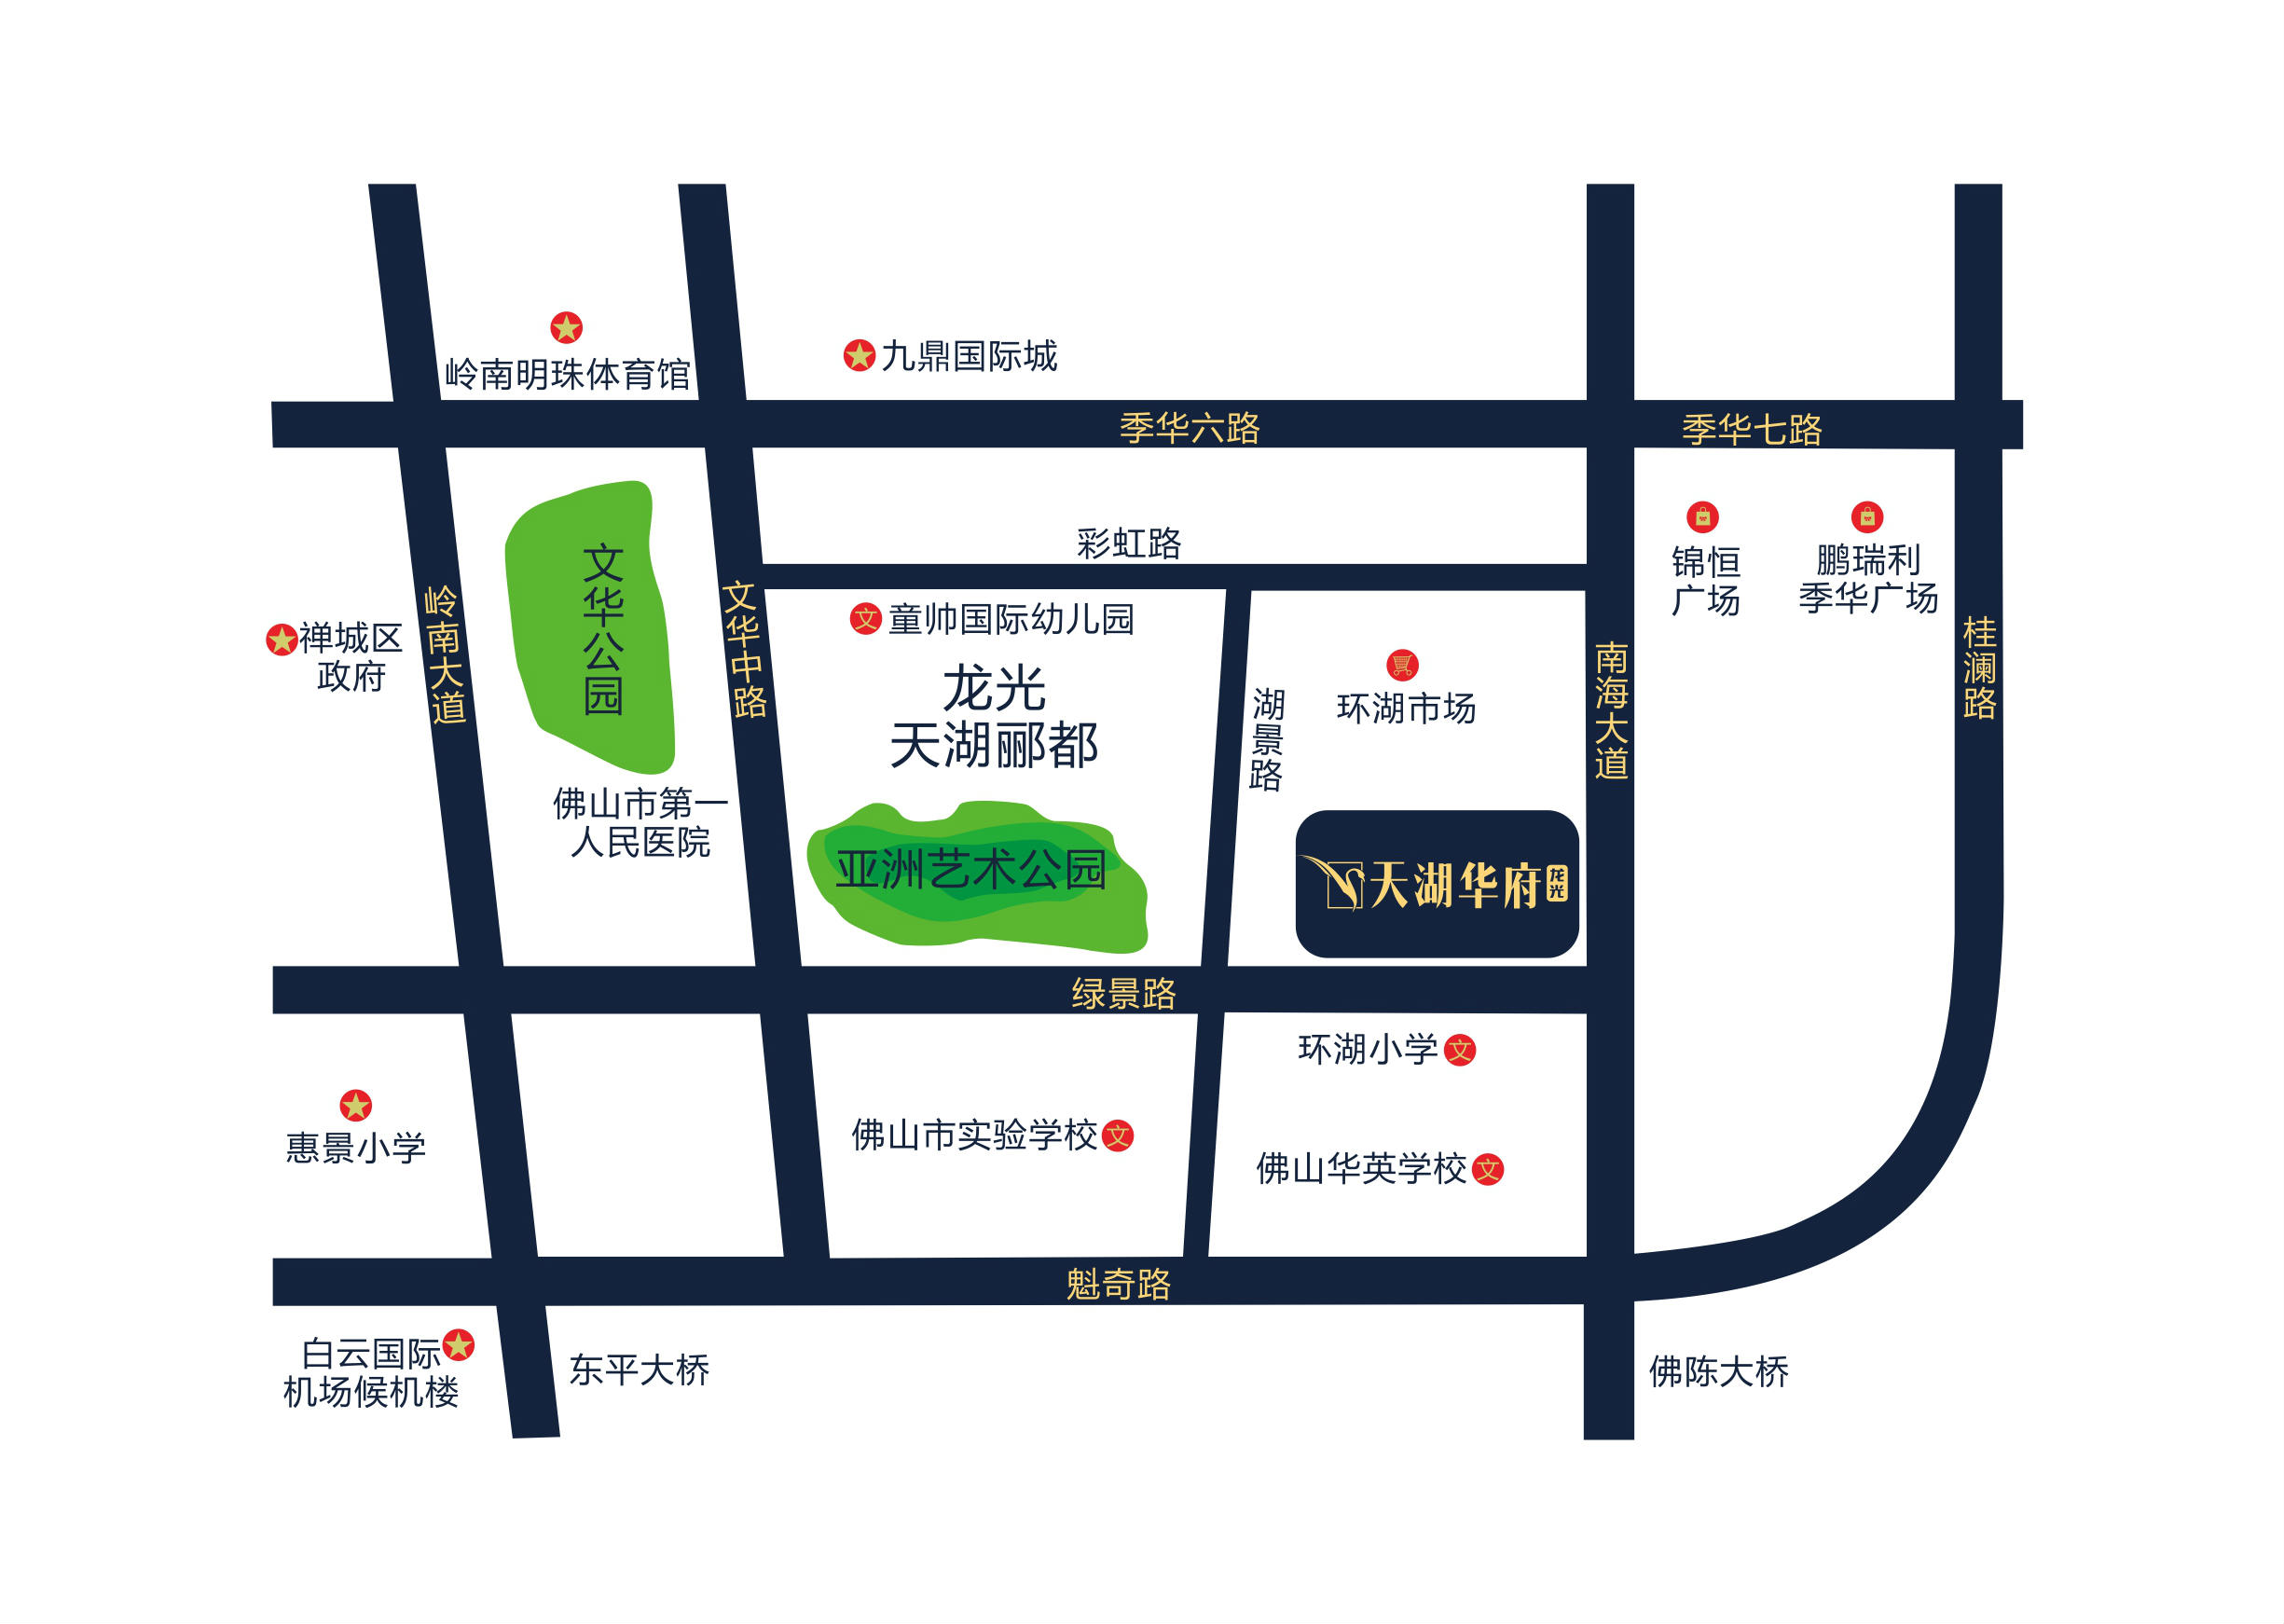 岭南明珠体育馆
九鼎国际城
季华六路
季华七路
彩虹路
锦恒
广场
鹏瑞利
季华广场
文华公园
岭南大道
文华中路
禅城区
政府
文
童帅国际幼儿园
龙光
天湖郦都
湖景路
环湖市场
南海大道
桂澜路
佛山市第一
人民医院
亚洲艺术公园
天湖华府
龙光
绿景路
环湖小学
文
惠景小学
佛山市实验学校
文
佛山华英学校
文
魁奇路
白云国际
机场候机楼
东平大桥
佛陈大桥